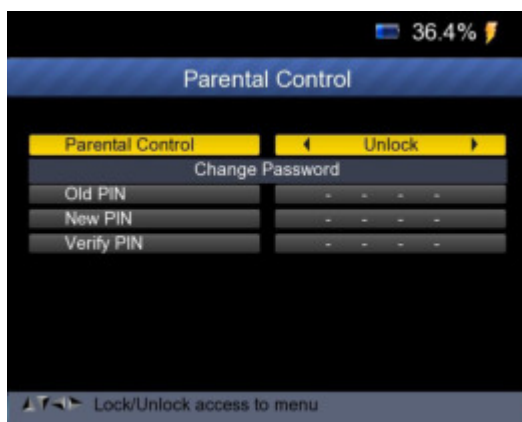 36.4%
Parental Control
Parental Control Unlock
Change Password
Old PIN - - - -
New PIN - - - -
Verify PIN - - - -
Lock/Unlock access to menu